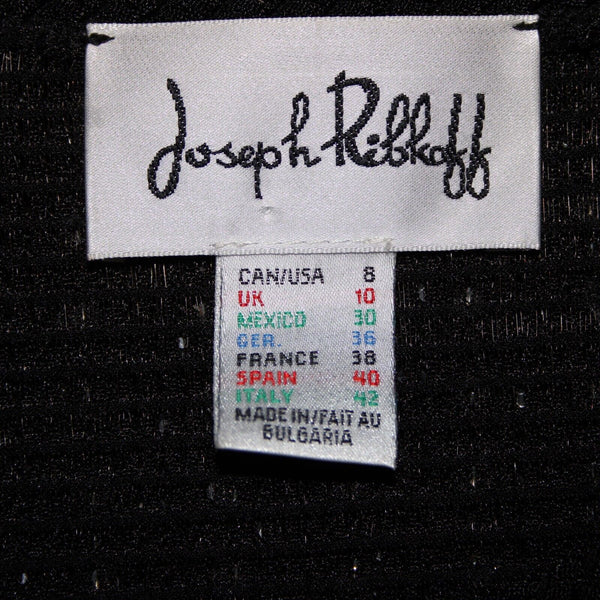 Joseph Ribkoff
CAN/USA 8
UK 10
MEXICO 30
GER. 36
FRANCE 38
SPAIN 40
ITALY 42
MADE IN/FAIT AU
BULGARIA